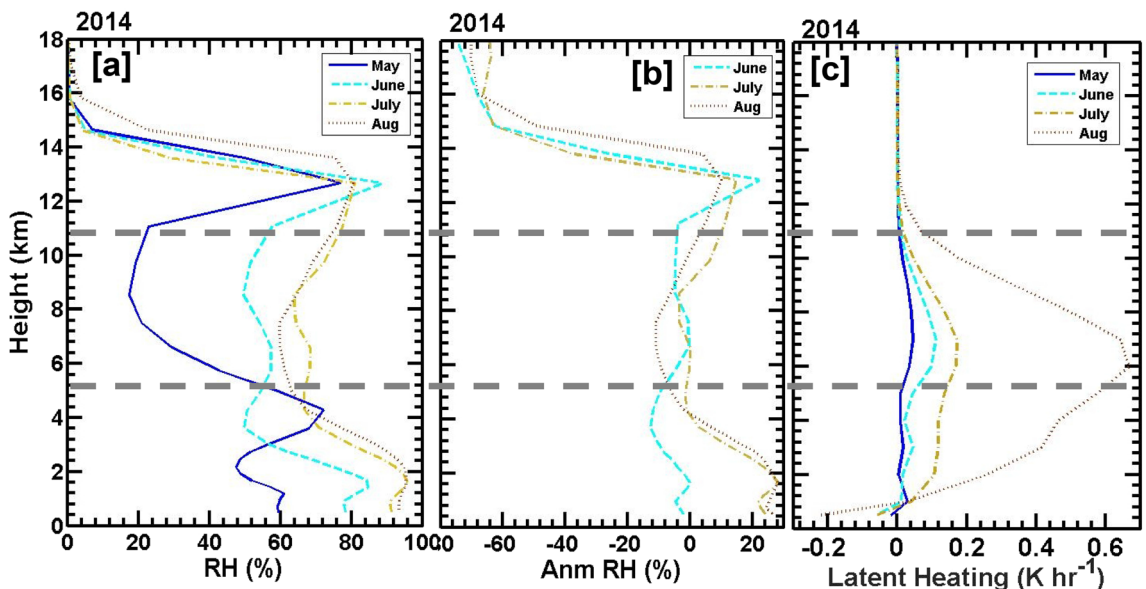 2014
2014
2014
[a]
[b]
[c]
May
June
July
Aug
June
July
Aug
May
June
July
Aug
Height (km)
18
16
14
12
10
8
6
4
2
0
0 20 40 60 80 100
-60 -40 -20 0 20
-0.2 0 0.2 0.4 0.6
RH (%)
Anm RH (%)
Latent Heating (K hr-1)